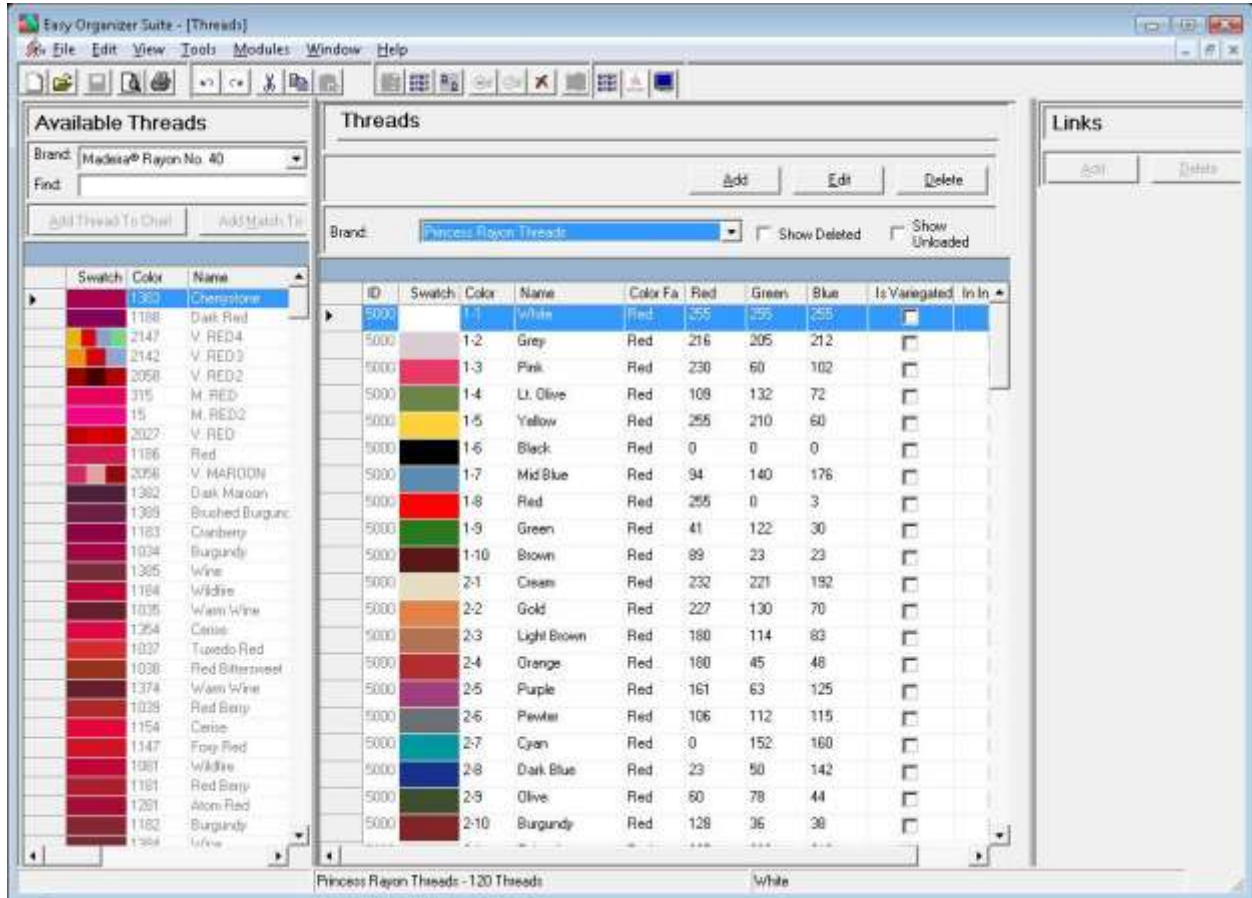 Easy Organizer Suite - [Threads]
File Edit View Tools Modules Window Help
Available Threads
Brand: Madeira® Rayon No. 40
Find:
Add Thread To Chart Add Match To
Swatch Color Name
1383 Cherrystone
1188 Dark Red
2147 V. RED4
2142 V. RED3
2058 V. RED2
315 M. RED
15 M. RED2
2027 V. RED
1186 Red
2056 V. MAROON
1382 Dark Maroon
1389 Brushed Burgunc
1183 Cranberry
1034 Burgundy
1385 Wine
1184 Wildfire
1035 Warm Wine
1354 Cerise
1037 Tuxedo Red
1038 Red Bittersweet
1374 Warm Wine
1039 Red Berry
1154 Cerise
1147 Foxy Red
1081 Wildfire
1181 Red Berry
1281 Atom Red
1182 Burgundy
Wine
Threads
Add Edit Delete
Brand: Princess Rayon Threads Show Deleted Show Unloaded
ID Swatch Color Name Color Fa Red Green Blue Is Variegated In In
5000 1-1 White Red 255 255 255
5000 1-2 Grey Red 216 205 212
5000 1-3 Pink Red 230 60 102
5000 1-4 Lt. Olive Red 109 132 72
5000 1-5 Yellow Red 255 210 60
5000 1-6 Black Red 0 0 0
5000 1-7 Mid Blue Red 94 140 176
5000 1-8 Red Red 255 0 3
5000 1-9 Green Red 41 122 30
5000 1-10 Brown Red 89 23 23
5000 2-1 Cream Red 232 221 192
5000 2-2 Gold Red 227 130 70
5000 2-3 Light Brown Red 180 114 83
5000 2-4 Orange Red 180 45 48
5000 2-5 Purple Red 161 63 125
5000 2-6 Pewter Red 106 112 115
5000 2-7 Cyan Red 0 152 160
5000 2-8 Dark Blue Red 23 50 142
5000 2-9 Olive Red 60 78 44
5000 2-10 Burgundy Red 128 36 38
Links
Add Delete
Princess Rayon Threads - 120 Threads White